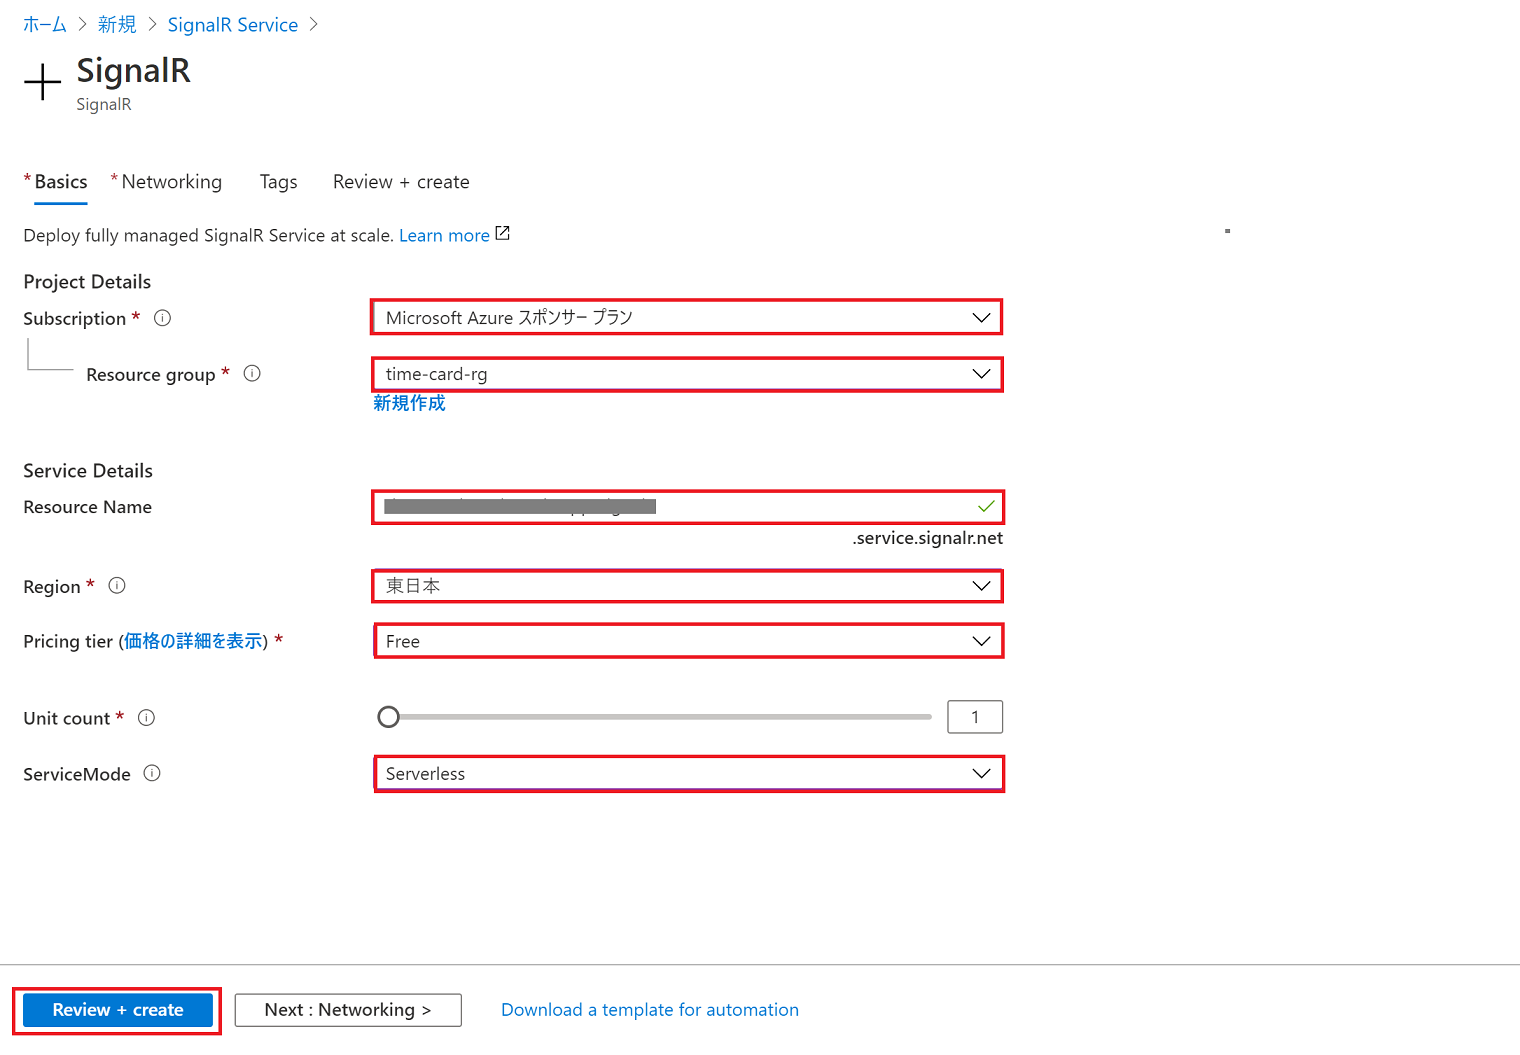 ホーム > 新規 > SignalR Service >
SignalR
SignalR
* Basics * Networking Tags Review + create
Deploy fully managed SignalR Service at scale. Learn more
Project Details
Subscription * Microsoft Azure スポンサー プラン
Resource group * time-card-rg
新規作成
Service Details
Resource Name
.service.signalr.net
Region * 東日本
Pricing tier (価格の詳細を表示) * Free
Unit count * 1
ServiceMode Serverless
Review + create Next : Networking > Download a template for automation